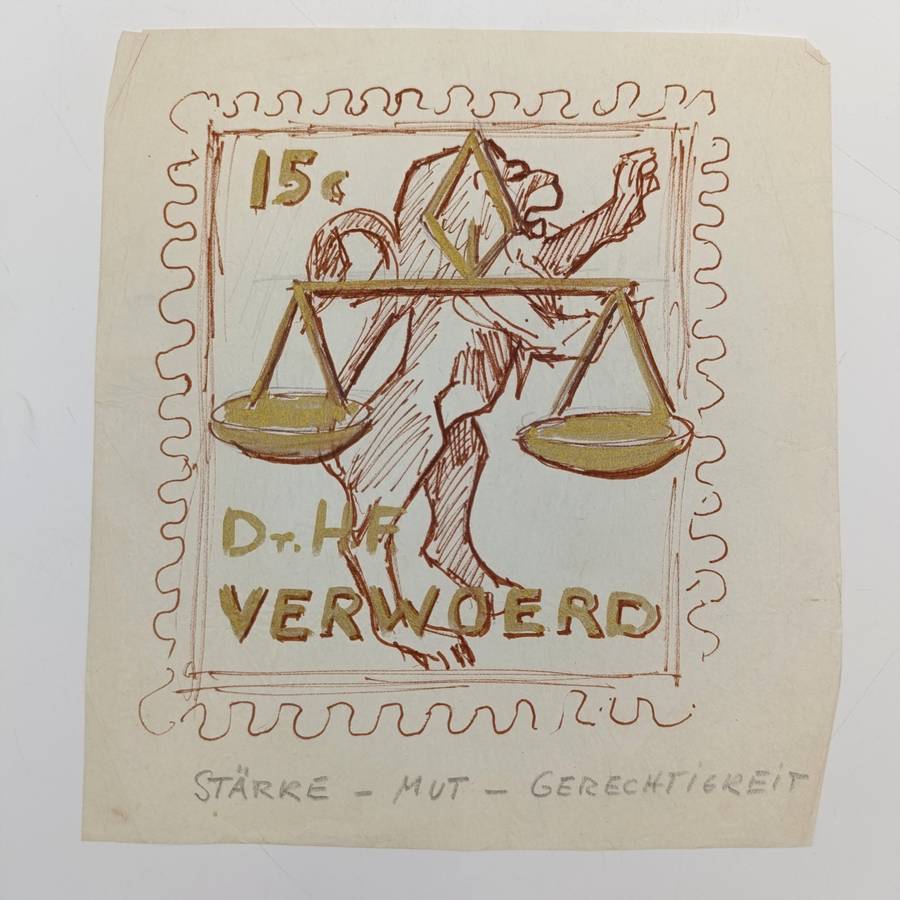 15c
Dr. HF
VERWOERD
STÄRKE – MUT – GERECHTIGKEIT